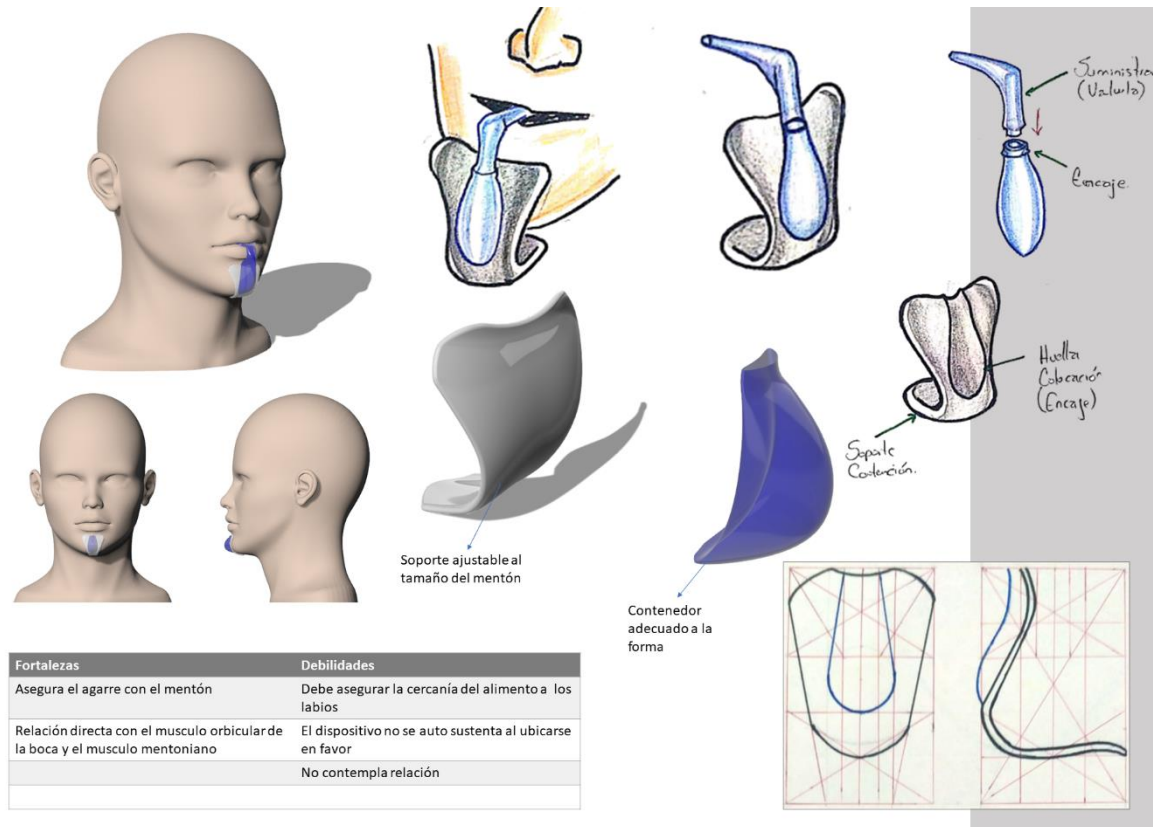 Suministra
(Valvula)
Encaje.
Huella
Colocación
(Encaje)
Soporte
Contención.
Soporte ajustable al
tamaño del mentón
Contenedor
adecuado a la
forma
Fortalezas Debilidades
Asegura el agarre con el mentón Debe asegurar la cercanía del alimento a los
labios
Relación directa con el musculo orbicular de El dispositivo no se auto sustenta al ubicarse
la boca y el musculo mentoniano en favor
No contempla relación